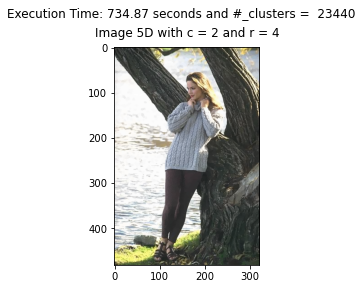 Execution Time: 734.87 seconds and #_clusters =  23440
Image 5D with c = 2 and r = 4
0
100
200
300
400
0 100 200 300